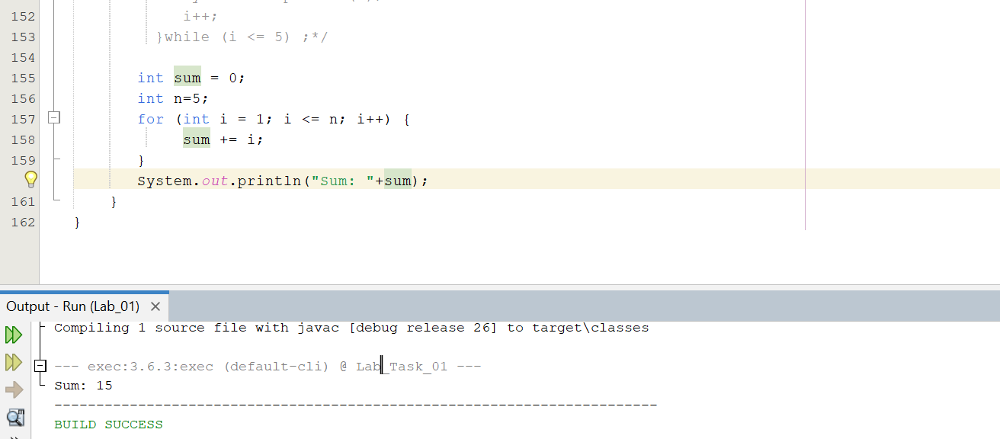 152 i++;
153 }while (i <= 5) ;*/
154
155 int sum = 0;
156 int n=5;
157 for (int i = 1; i <= n; i++) {
158 sum += i;
159 }
System.out.println("Sum: "+sum);
161 }
162 }
Output - Run (Lab_01) ×
Compiling 1 source file with javac [debug release 26] to target\classes
--- exec:3.6.3:exec (default-cli) @ Lab_Task_01 ---
Sum: 15
------------------------------------------------------------------------
BUILD SUCCESS